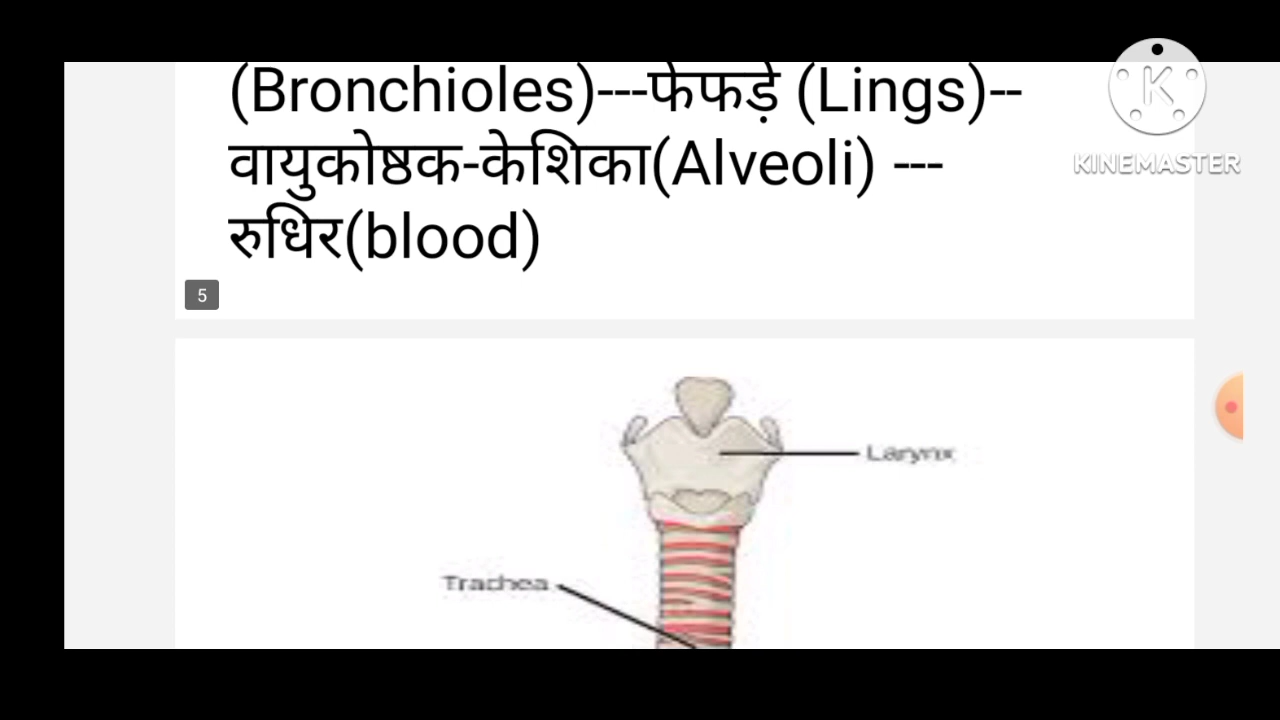 (Bronchioles)---फेफड़े (Lings)--
वायुकोष्ठक-केशिका(Alveoli) ---
रुधिर(blood)
5
Larynx
Trachea
K
KINEMASTER